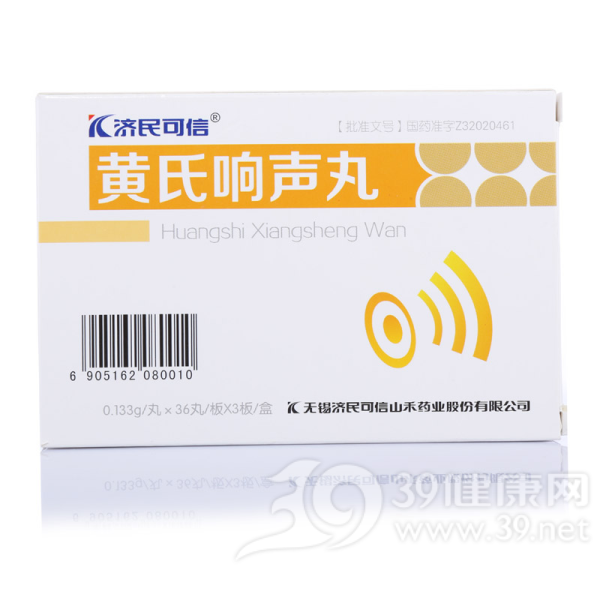 济民可信®
【批准文号】国药准字Z32020461
黄氏响声丸
Huangshi Xiangsheng Wan
6 905162 080010
0.133g/丸×36丸/板X3板/盒
无锡济民可信山禾药业股份有限公司
39健康网
www.39.net